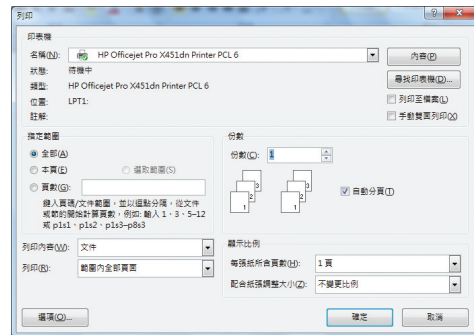 列印
印表機
名稱(N): HP Officejet Pro X451dn Printer PCL 6 內容(P)
狀態: 待機中 尋找印表機(D)...
類型: HP Officejet Pro X451dn Printer PCL 6
位置: LPT1: 列印至檔案(L)
註解: 手動雙面列印(X)
指定範圍
全部(A)
本頁(E) 選取範圍(S)
頁數(G):
鍵入頁碼/文件範圍，並以逗點分隔，從文件
或節的開始計算頁數，例如: 輸入 1、3、5-12
或 p1s1、p1s2、p1s3-p8s3
份數
份數(C): 1
1 2 3 1 2 3 自動分頁(T)
列印內容(W): 文件
列印(R): 範圍內全部頁面
顯示比例
每張紙所含頁數(H): 1 頁
配合紙張調整大小(Z): 不變更比例
選項(O)... 確定 取消